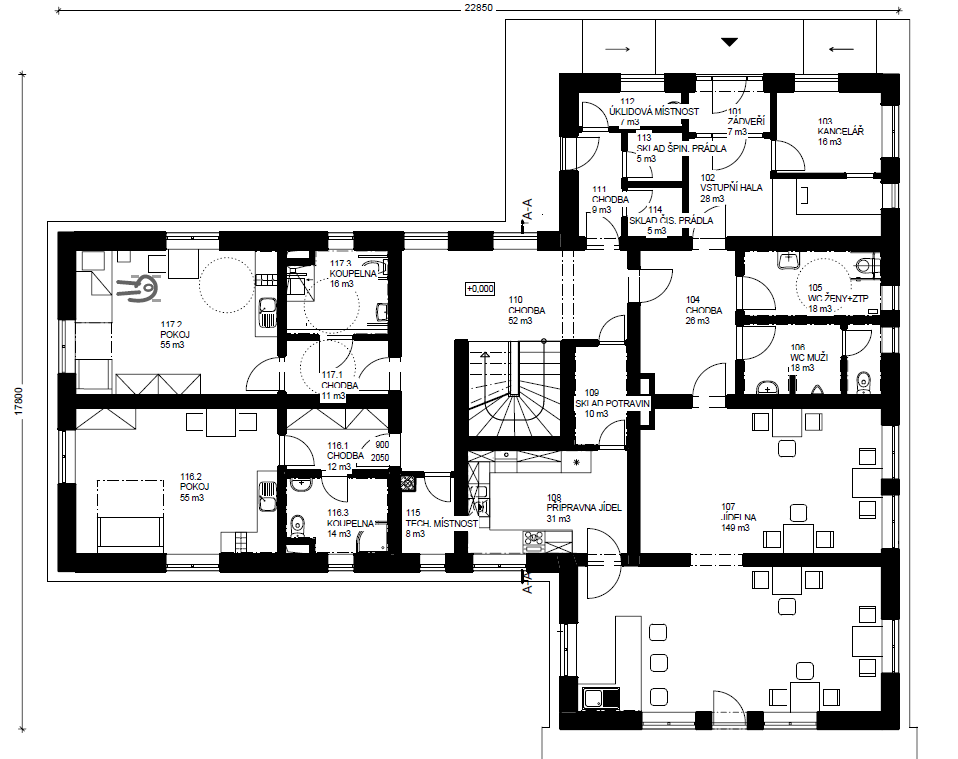 22850
17800
112
ÚKLIDOVÁ MÍSTNOST
7 m3
101
ZÁDVEŘÍ
7 m3
103
KANCELÁŘ
16 m3
113
SKLAD ŠPIN. PRÁDLA
5 m3
102
VSTUPNÍ HALA
28 m3
111
CHODBA
9 m3
114
SKLAD ČIS. PRÁDLA
5 m3
A-A
117.3
KOUPELNA
16 m3
+0,000
110
CHODBA
52 m3
104
CHODBA
26 m3
105
WC ŽENY+ZTP
18 m3
117.2
POKOJ
55 m3
106
WC MUŽI
18 m3
117.1
CHODBA
11 m3
109
SKLAD POTRAVIN
10 m3
116.1
CHODBA
12 m3
900
2050
116.2
POKOJ
55 m3
116.3
KOUPELNA
14 m3
115
TECH. MÍSTNOST
8 m3
108
PŘÍPRAVNA JÍDEL
31 m3
107
JÍDELNA
149 m3
A-A